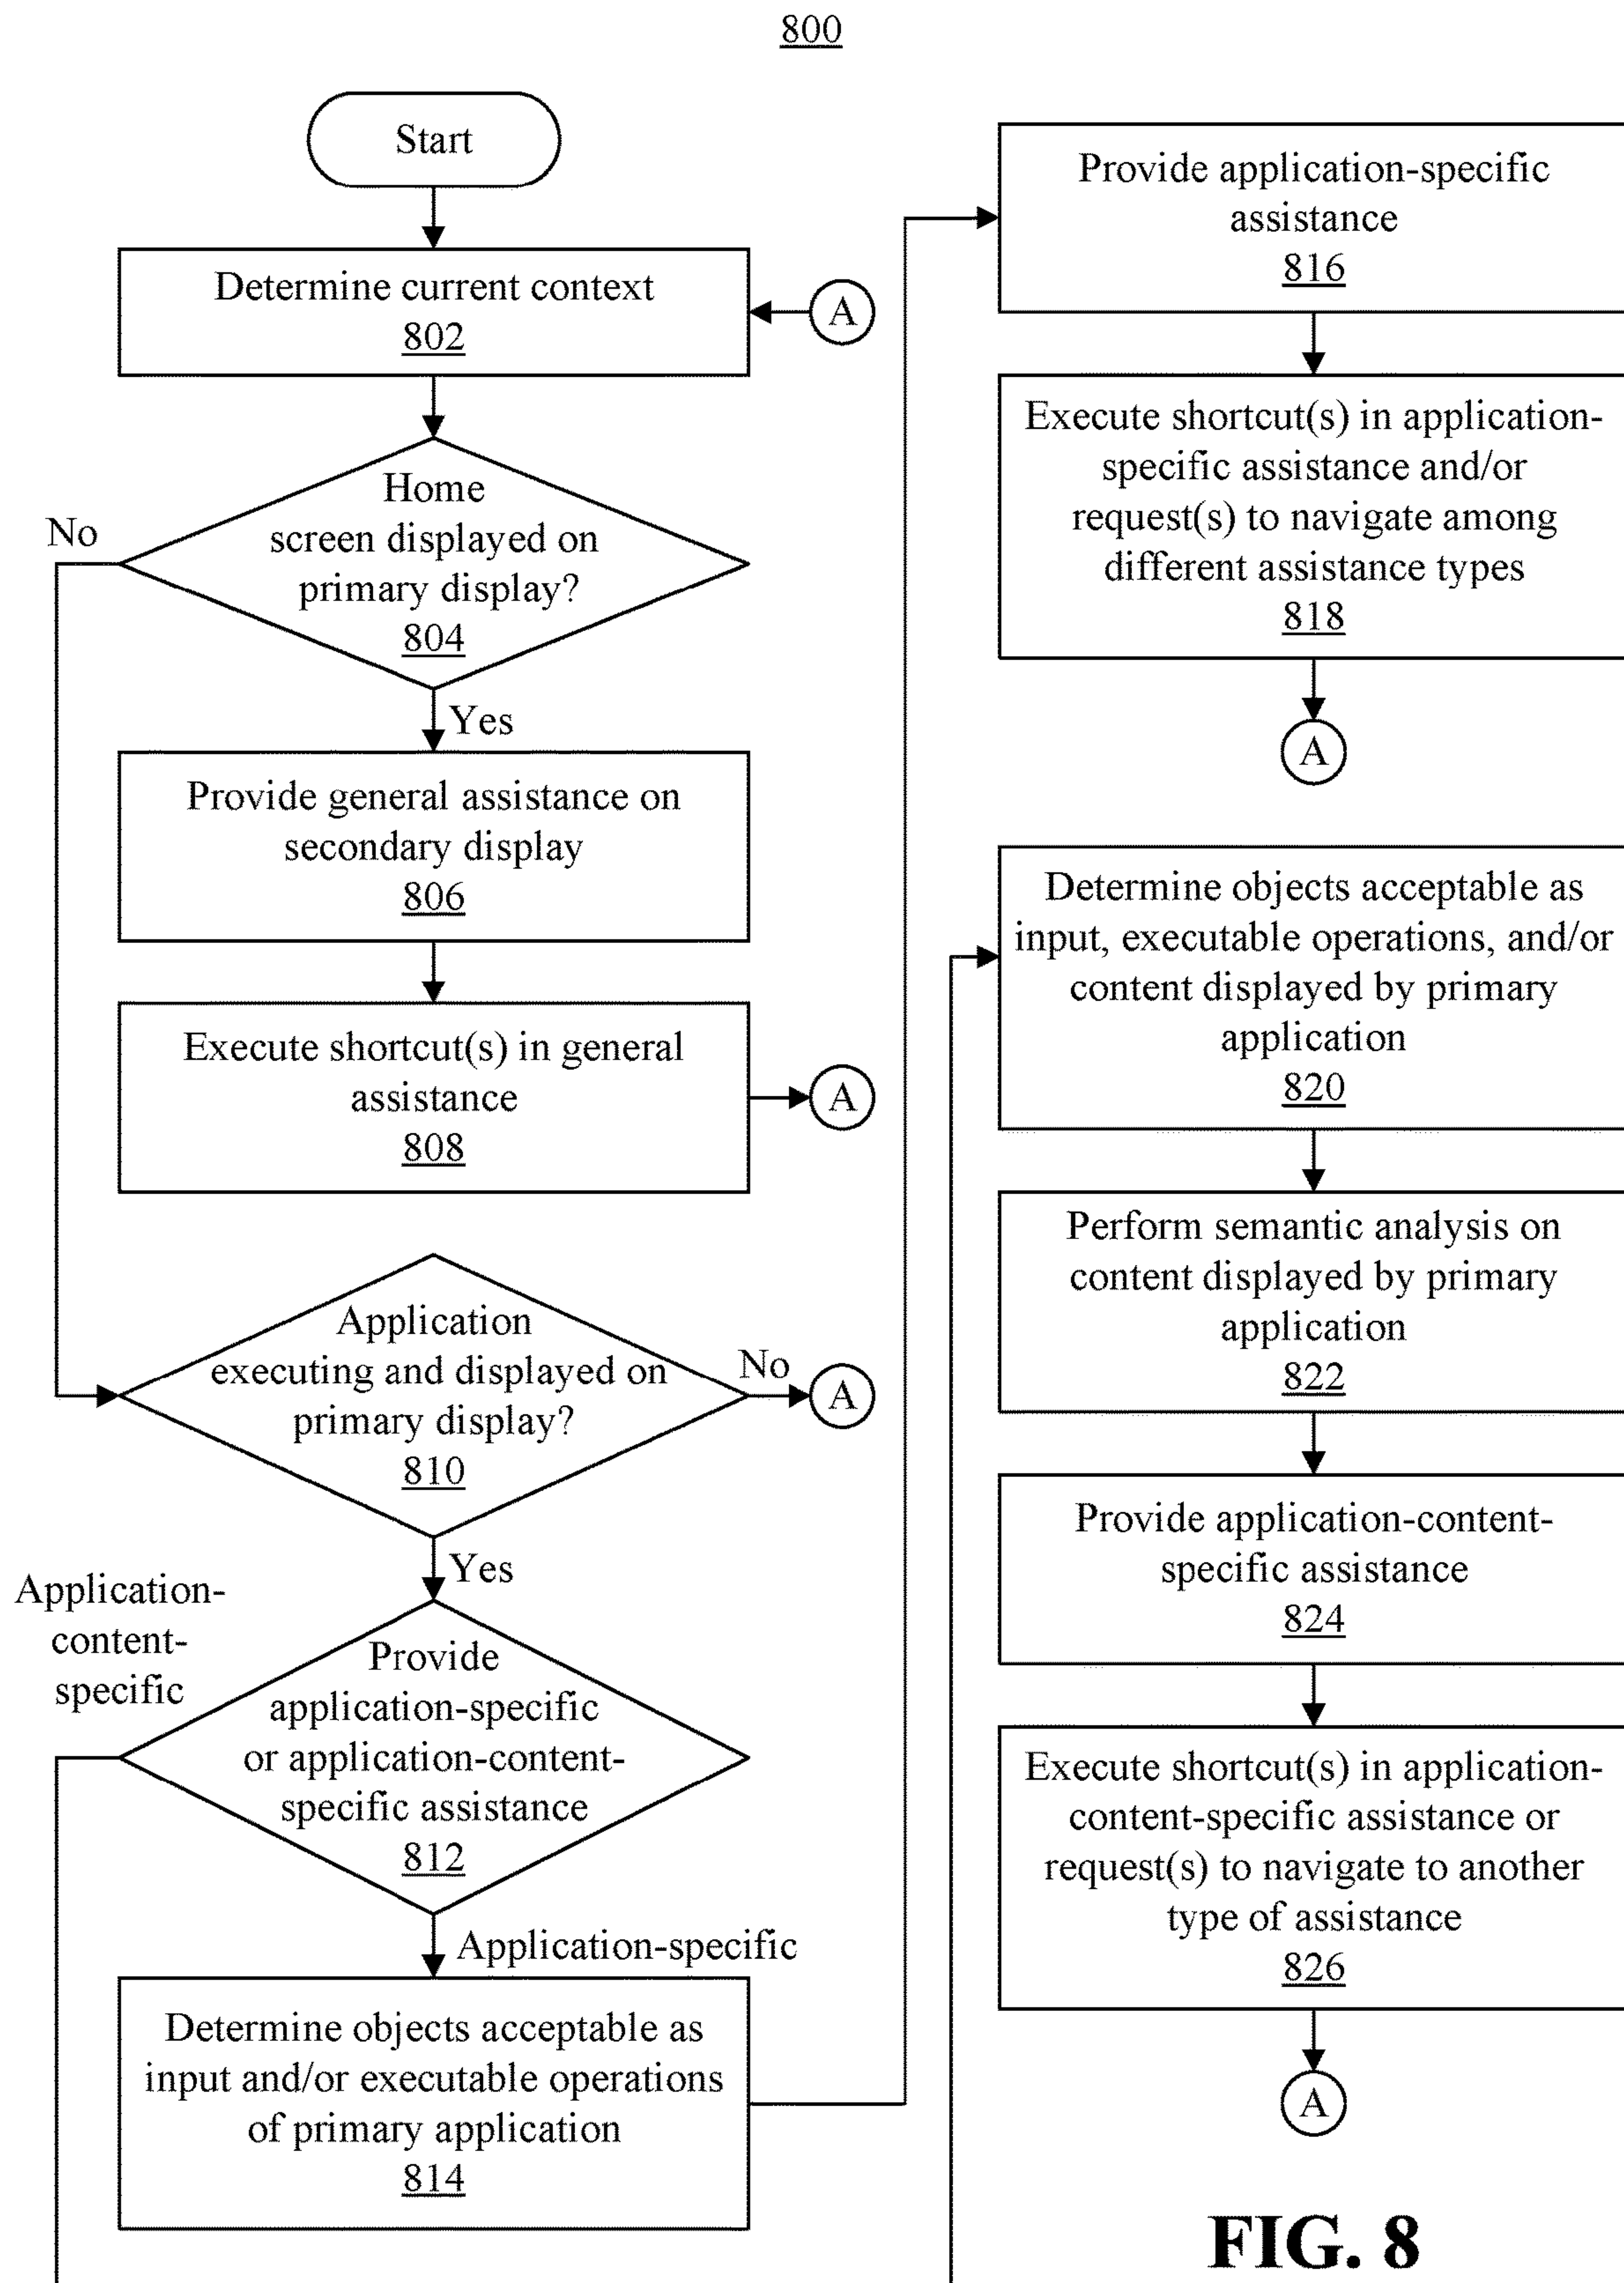 800
Start
Determine current context
802
A
Home
screen displayed on
primary display?
804
No
Yes
Provide general assistance on
secondary display
806
Execute shortcut(s) in general
assistance
808
A
Application
executing and displayed on
primary display?
810
No
A
Yes
Application-
content-
specific
Provide
application-specific
or application-content-
specific assistance
812
Application-specific
Determine objects acceptable as
input and/or executable operations
of primary application
814
Provide application-specific
assistance
816
Execute shortcut(s) in application-
specific assistance and/or
request(s) to navigate among
different assistance types
818
A
Determine objects acceptable as
input, executable operations, and/or
content displayed by primary
application
820
Perform semantic analysis on
content displayed by primary
application
822
Provide application-content-
specific assistance
824
Execute shortcut(s) in application-
content-specific assistance or
request(s) to navigate to another
type of assistance
826
A
FIG. 8